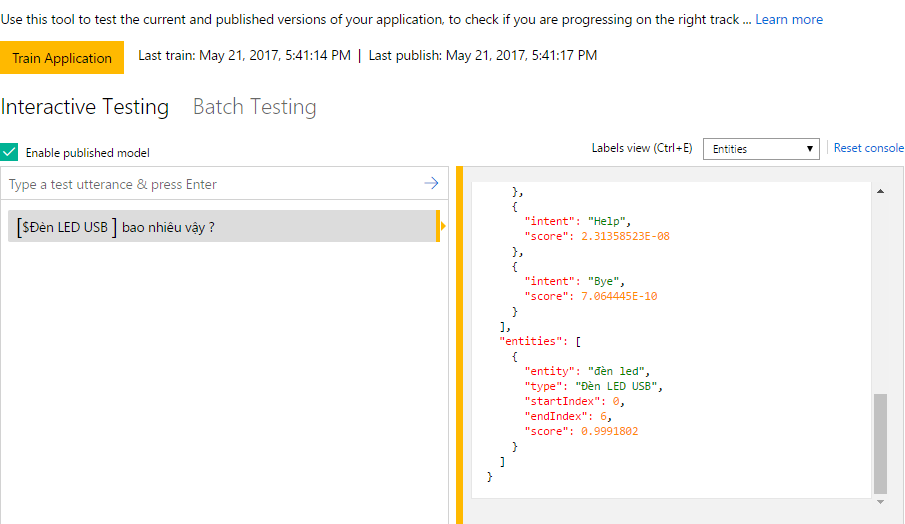 Use this tool to test the current and published versions of your application, to check if you are progressing on the right track ... Learn more
Train Application Last train: May 21, 2017, 5:41:14 PM | Last publish: May 21, 2017, 5:41:17 PM
Interactive Testing Batch Testing
Enable published model
Labels view (Ctrl+E) Entities Reset console
Type a test utterance & press Enter
[$Đèn LED USB ] bao nhiêu vậy ?
},
{
"intent": "Help",
"score": 2.31358523E-08
},
{
"intent": "Bye",
"score": 7.064445E-10
}
],
"entities": [
{
"entity": "đèn led",
"type": "Đèn LED USB",
"startIndex": 0,
"endIndex": 6,
"score": 0.9991802
}
]
}